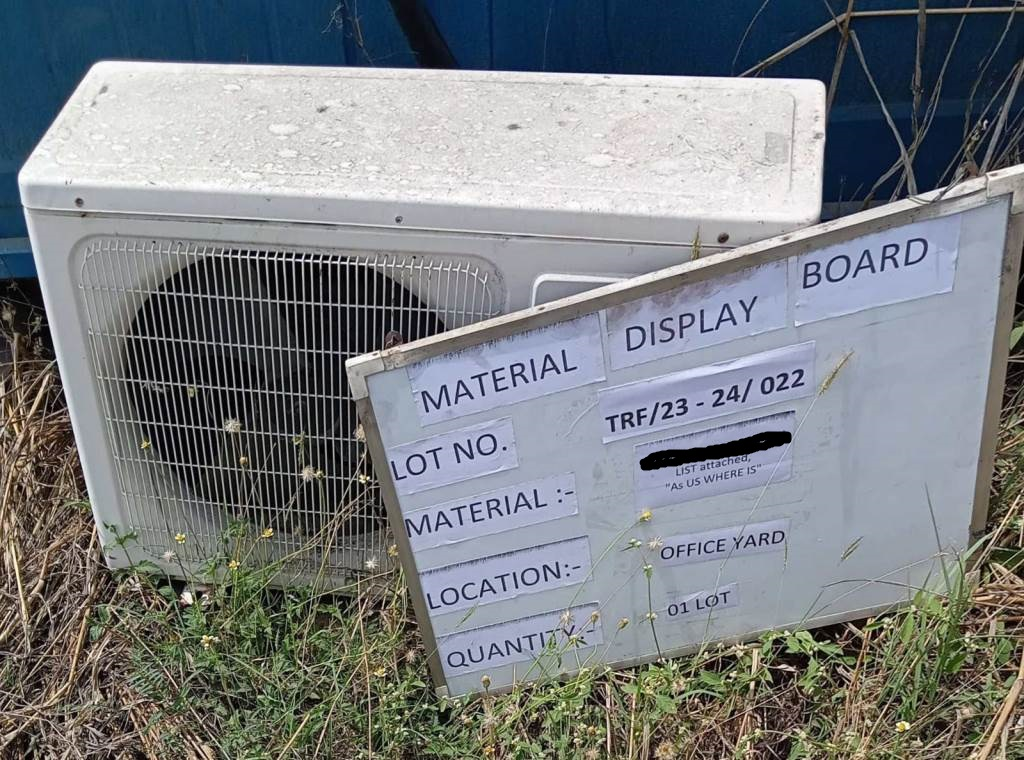 MATERIAL DISPLAY BOARD
LOT NO. TRF/23 - 24/ 022
MATERIAL :- LIST attached,
"As US WHERE IS"
LOCATION:- OFFICE YARD
QUANTITY:- 01 LOT